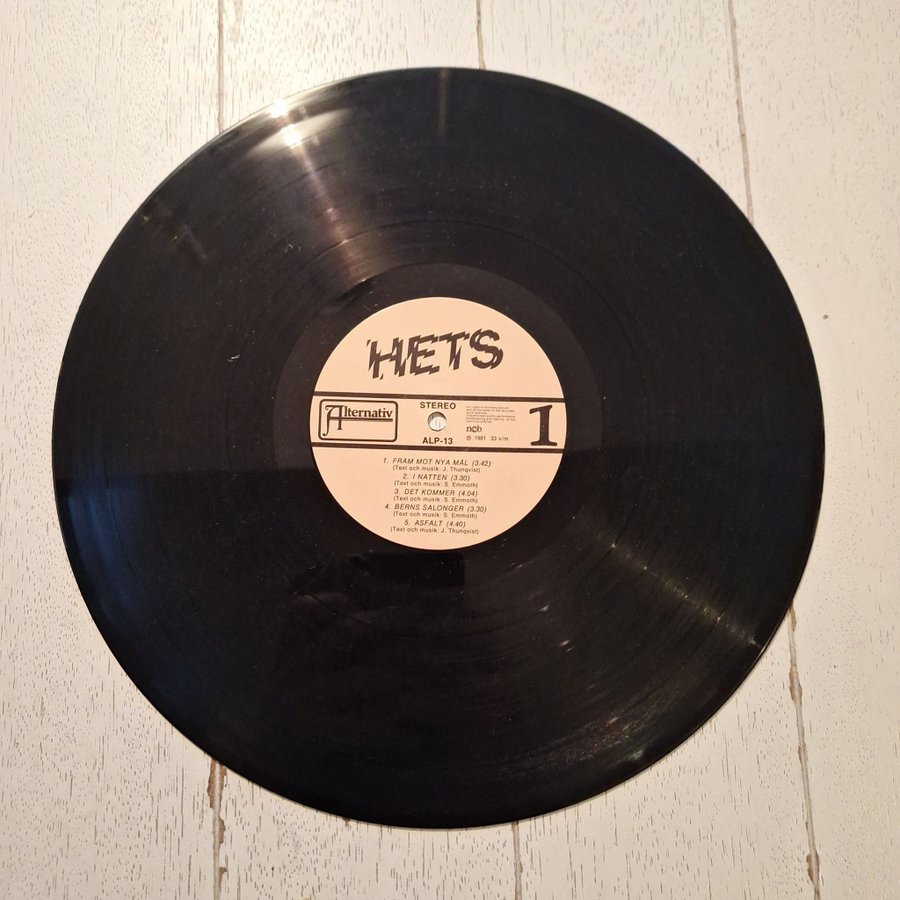 HETS
Alternativ
STEREO
ALP-13
ncb
℗ 1981 33 v/m
1
1. FRAM MOT NYA MÅL (3.42)
(Text och musik: J. Thunqvist)
2. I NATTEN (3.30)
(Text och musik: S. Emmoth)
3. DET KOMMER (4.04)
(Text och musik: S. Emmoth)
4. BERNS SALONGER (3.30)
(Text och musik: S. Emmoth)
5. ASFALT (4.40)
(Text och musik: J. Thunqvist)